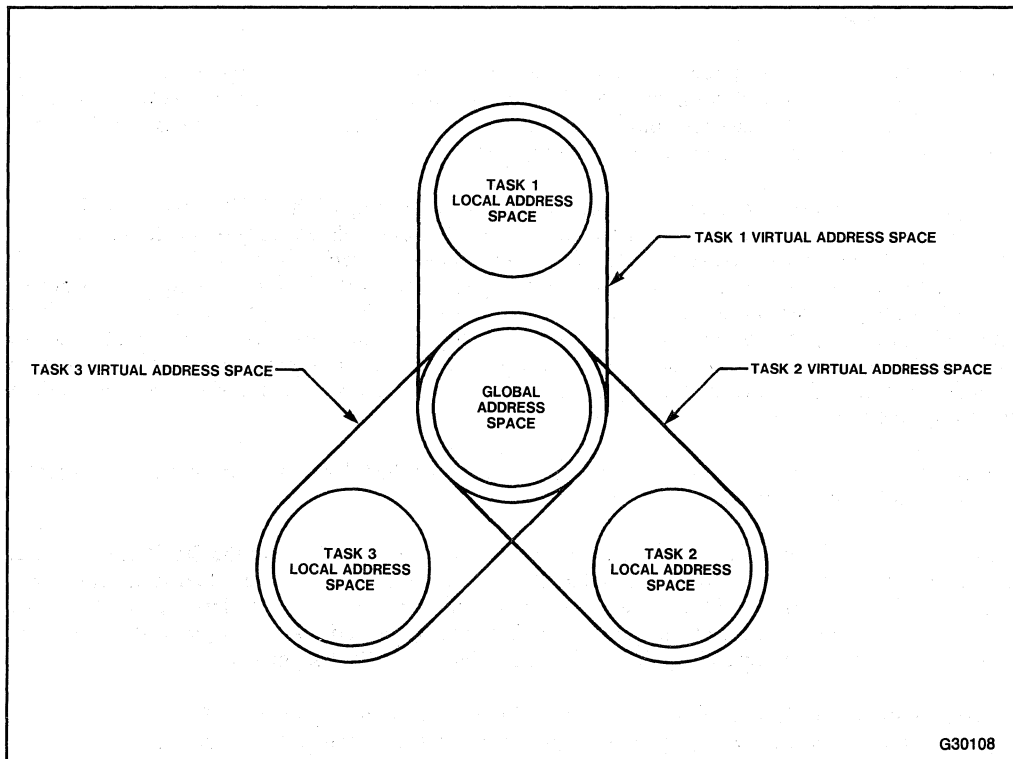 TASK 1
LOCAL ADDRESS
SPACE
TASK 1 VIRTUAL ADDRESS SPACE
TASK 3 VIRTUAL ADDRESS SPACE
TASK 2 VIRTUAL ADDRESS SPACE
GLOBAL
ADDRESS
SPACE
TASK 3
LOCAL ADDRESS
SPACE
TASK 2
LOCAL ADDRESS
SPACE
G30108